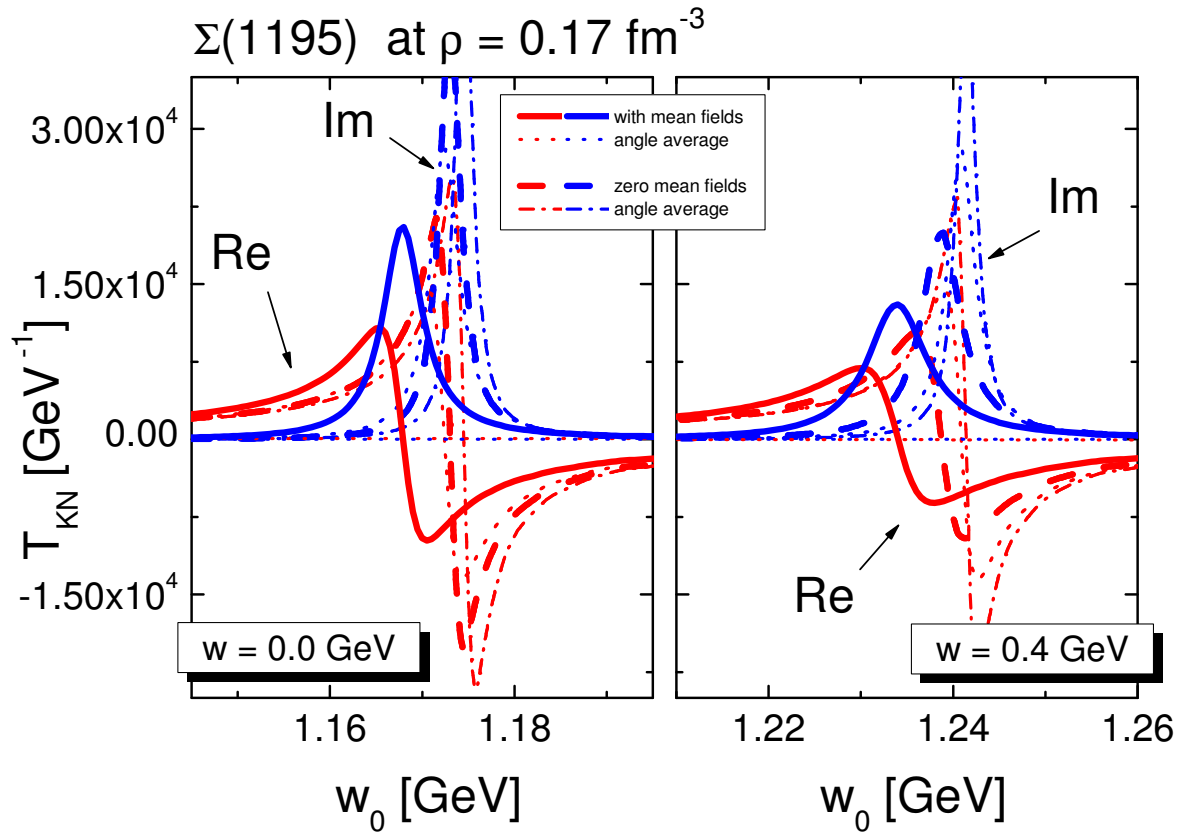 Σ(1195) at ρ = 0.17 fm⁻³
with mean fields
angle average
zero mean fields
angle average
Im
Re
Im
Re
3.00x10⁴
1.50x10⁴
0.00
-1.50x10⁴
T_KN [GeV⁻¹]
w = 0.0 GeV
w = 0.4 GeV
1.16 1.18
1.22 1.24 1.26
w₀ [GeV]
w₀ [GeV]